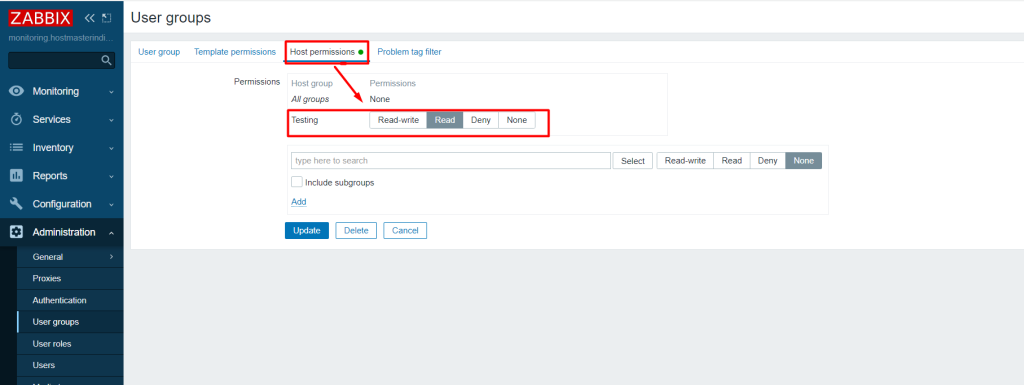 ZABBIX
monitoring.hostmasterindi...
Monitoring
Services
Inventory
Reports
Configuration
Administration
General
Proxies
Authentication
User groups
User roles
Users
User groups
User group Template permissions Host permissions Problem tag filter
Permissions Host group Permissions
All groups None
Testing Read-write Read Deny None
type here to search Select Read-write Read Deny None
Include subgroups
Add
Update Delete Cancel